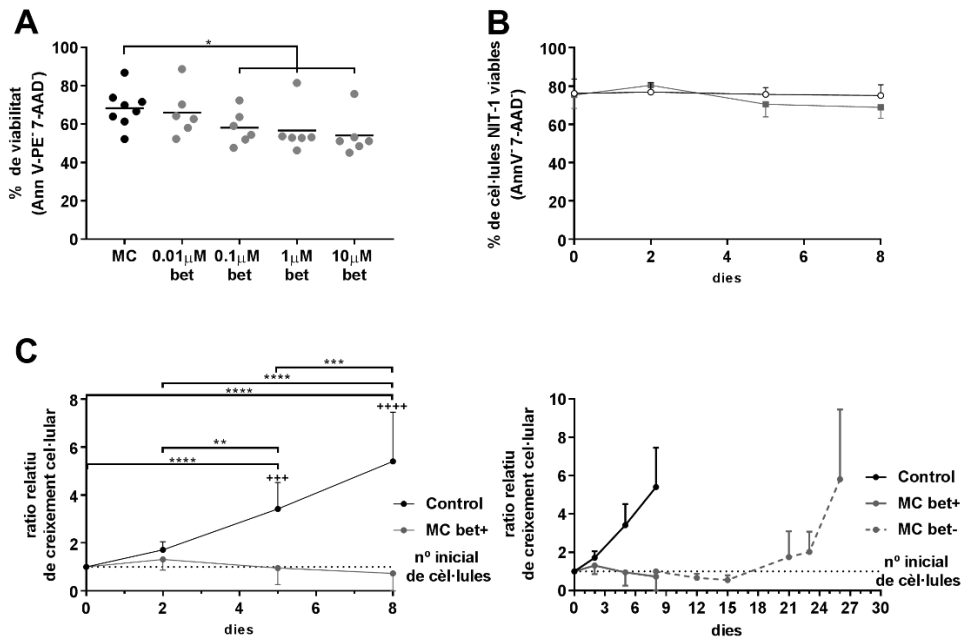 A
% de viabilitat
(Ann V-PE⁻ 7-AAD⁻)
100
80
60
40
20
0
*
MC
0.01µM
bet
0.1µM
bet
1µM
bet
10µM
bet
B
% de cèl·lules NIT-1 viables
(AnnV⁻ 7-AAD⁻)
100
80
60
40
20
0
0
2
4
6
8
dies
C
ratio relatiu
de creixement cel·lular
8
6
4
2
0
***
****
****
++++
**
****
+++
0
2
4
6
8
dies
Control
MC bet+
nº inicial
de cèl·lules
ratio relatiu
de creixement cel·lular
10
8
6
4
2
0
0
3
6
9
12
15
18
21
24
26
27
30
dies
Control
MC bet+
MC bet-
nº inicial
de cèl·lules